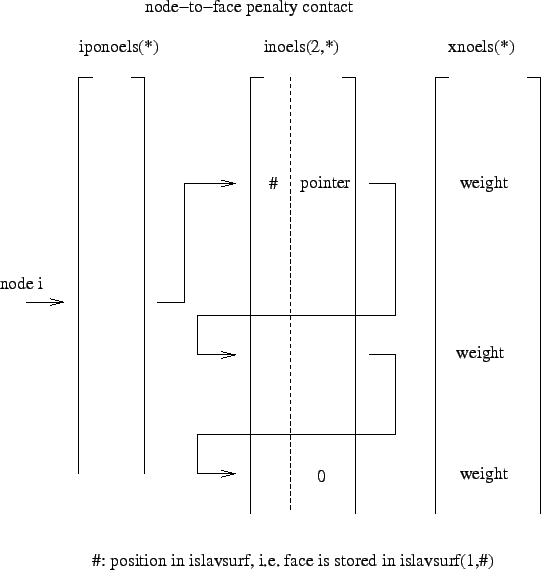 node-to-face penalty contact
iponoels(*) inoels(2,*) xnoels(*)
# pointer weight
node i
weight
0 weight
#: position in islavsurf, i.e. face is stored in islavsurf(1,#)